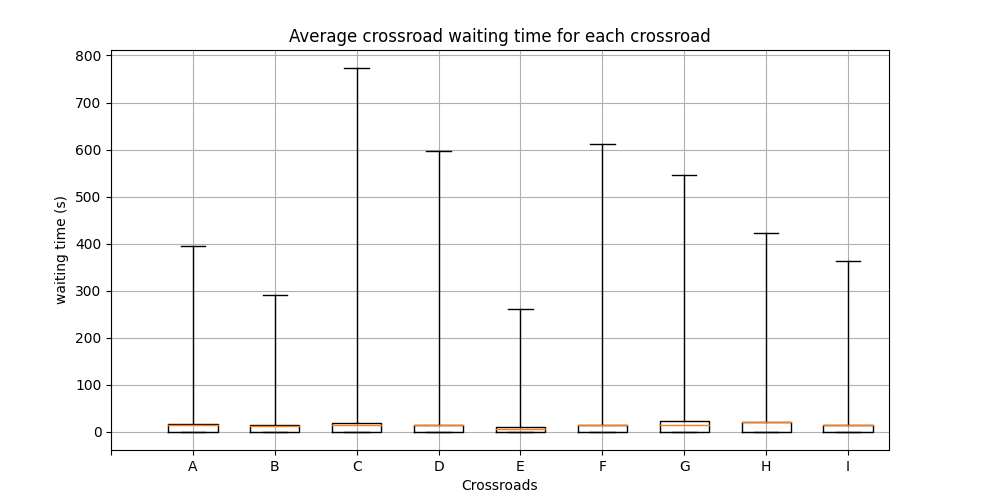 Average crossroad waiting time for each crossroad
800
700
600
500
400
300
200
100
0
waiting time (s)
A B C D E F G H I
Crossroads